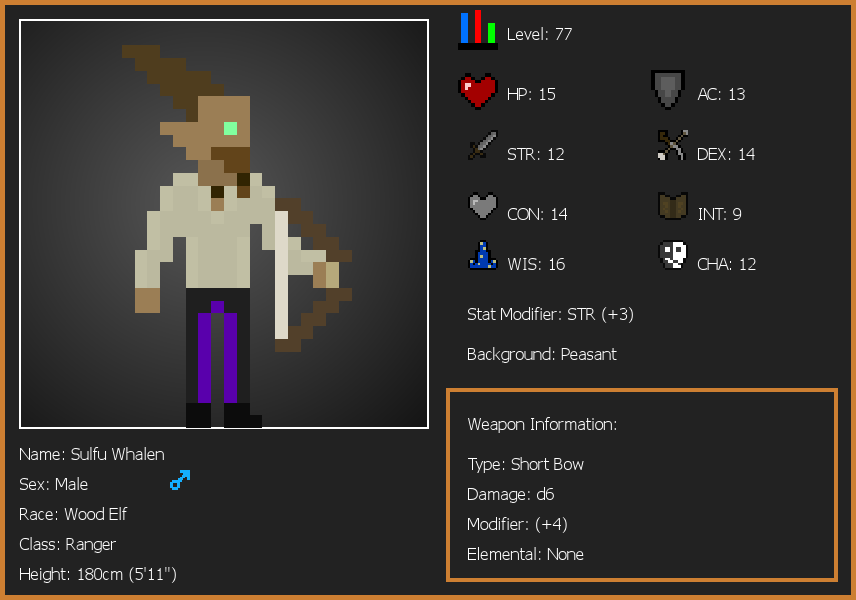 Level: 77
HP: 15
AC: 13
STR: 12
DEX: 14
CON: 14
INT: 9
WIS: 16
CHA: 12
Stat Modifier: STR (+3)
Background: Peasant
Weapon Information:
Type: Short Bow
Damage: d6
Modifier: (+4)
Elemental: None
Name: Sulfu Whalen
Sex: Male
Race: Wood Elf
Class: Ranger
Height: 180cm (5'11")